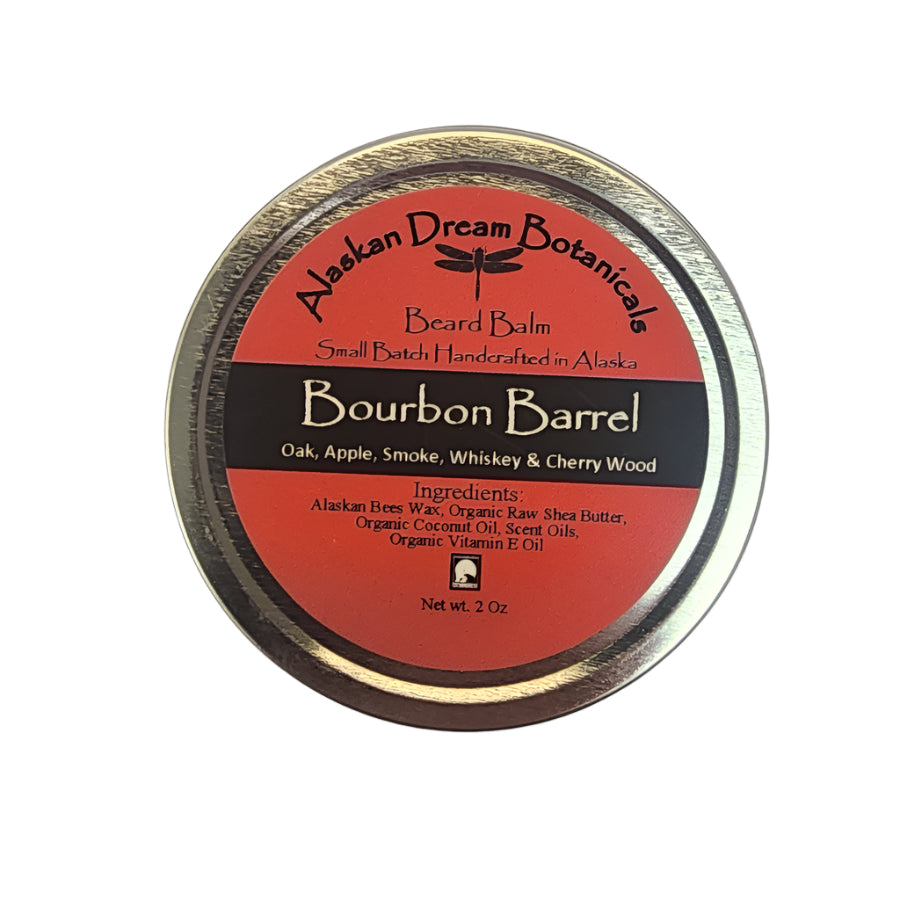 Alaskan Dream Botanicals
Beard Balm
Small Batch Handcrafted in Alaska
Bourbon Barrel
Oak, Apple, Smoke, Whiskey & Cherry Wood
Ingredients:
Alaskan Bees Wax, Organic Raw Shea Butter,
Organic Coconut Oil, Scent Oils,
Organic Vitamin E Oil
Net wt. 2 Oz